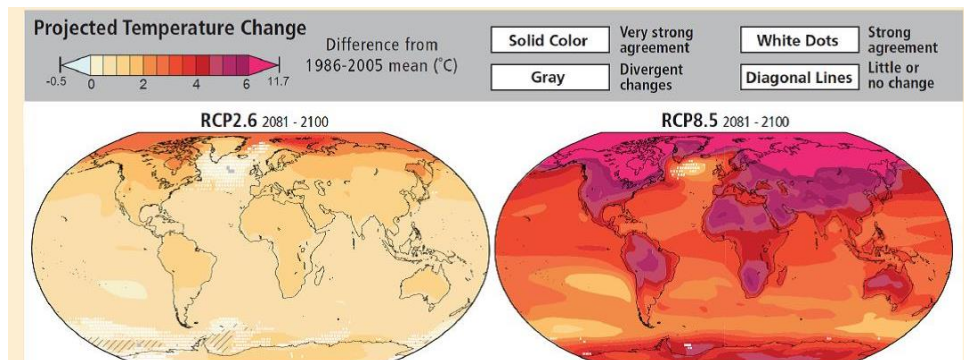 Projected Temperature Change
Difference from
1986-2005 mean (˚C)
-0.5 0 2 4 6 11.7
Solid Color
Very strong
agreement
White Dots
Strong
agreement
Gray
Divergent
changes
Diagonal Lines
Little or
no change
RCP2.6 2081 - 2100
RCP8.5 2081 - 2100